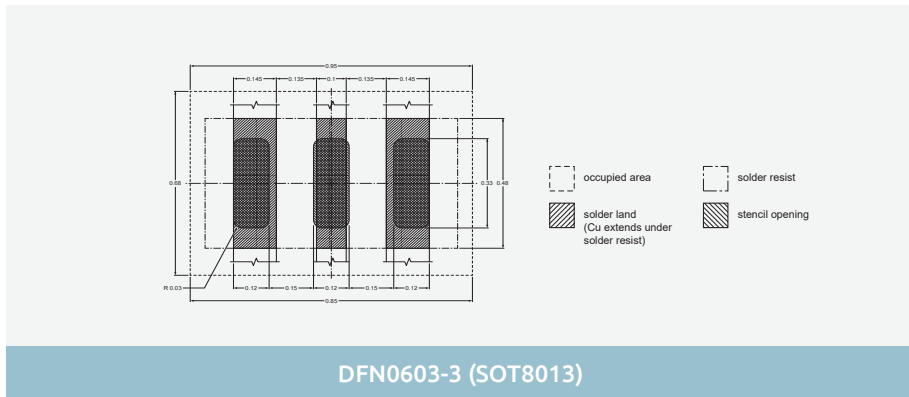 0.95
0.145 0.135 0.1 0.135 0.145
0.68
0.33 0.48
R 0.03
0.12 0.15 0.12 0.15 0.12
0.85
occupied area
solder resist
solder land
(Cu extends under
solder resist)
stencil opening
DFN0603-3 (SOT8013)